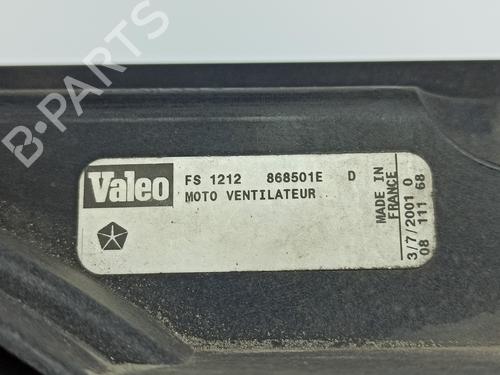 B-PARTS
Valeo FS 1212 868501E D
MOTO VENTILATEUR
MADE IN
FRANCE
3/7/2001 0
08 111 68